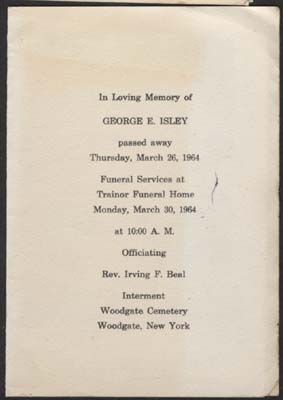 In Loving Memory of
GEORGE E. ISLEY
passed away
Thursday, March 26, 1964
Funeral Services at
Trainor Funeral Home
Monday, March 30, 1964
at 10:00 A. M.
Officiating
Rev. Irving F. Beal
Interment
Woodgate Cemetery
Woodgate, New York